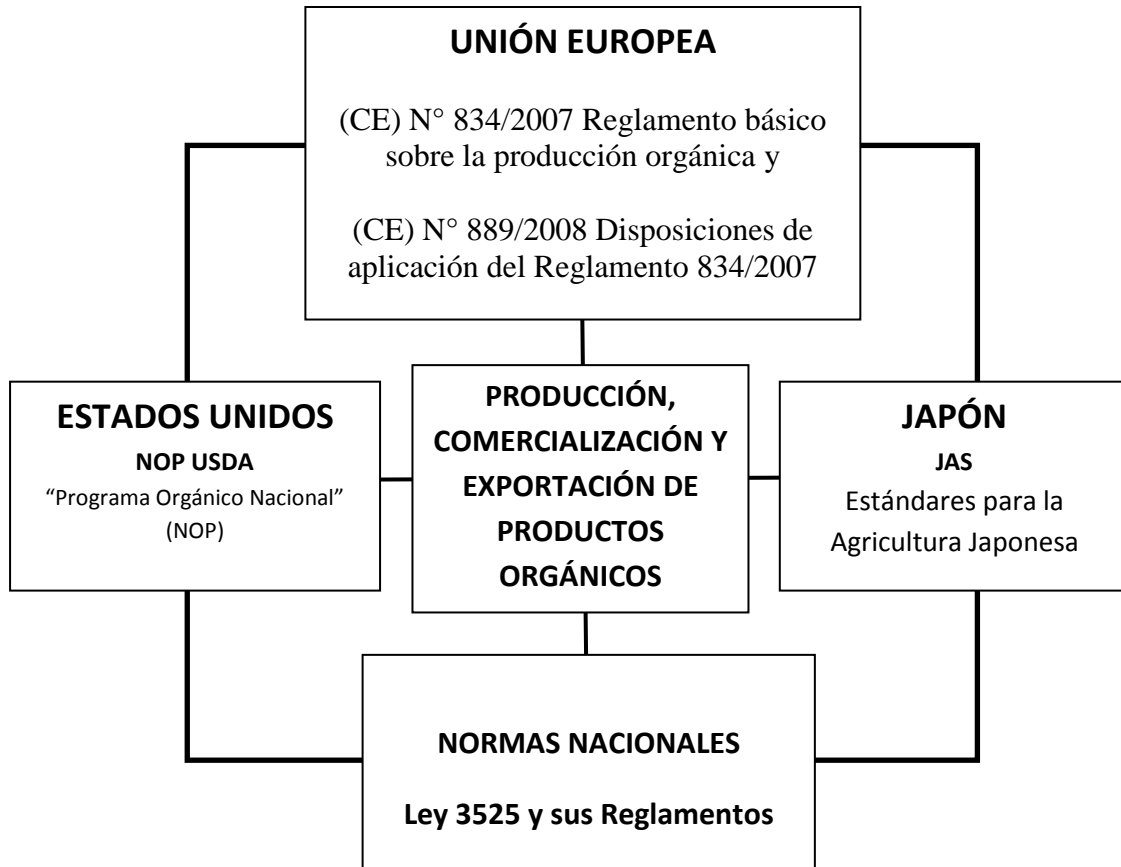 UNIÓN EUROPEA
(CE) N° 834/2007 Reglamento básico
sobre la producción orgánica y
(CE) N° 889/2008 Disposiciones de
aplicación del Reglamento 834/2007
ESTADOS UNIDOS
NOP USDA
“Programa Orgánico Nacional”
(NOP)
PRODUCCIÓN,
COMERCIALIZACIÓN Y
EXPORTACIÓN DE
PRODUCTOS
ORGÁNICOS
JAPÓN
JAS
Estándares para la
Agricultura Japonesa
NORMAS NACIONALES
Ley 3525 y sus Reglamentos